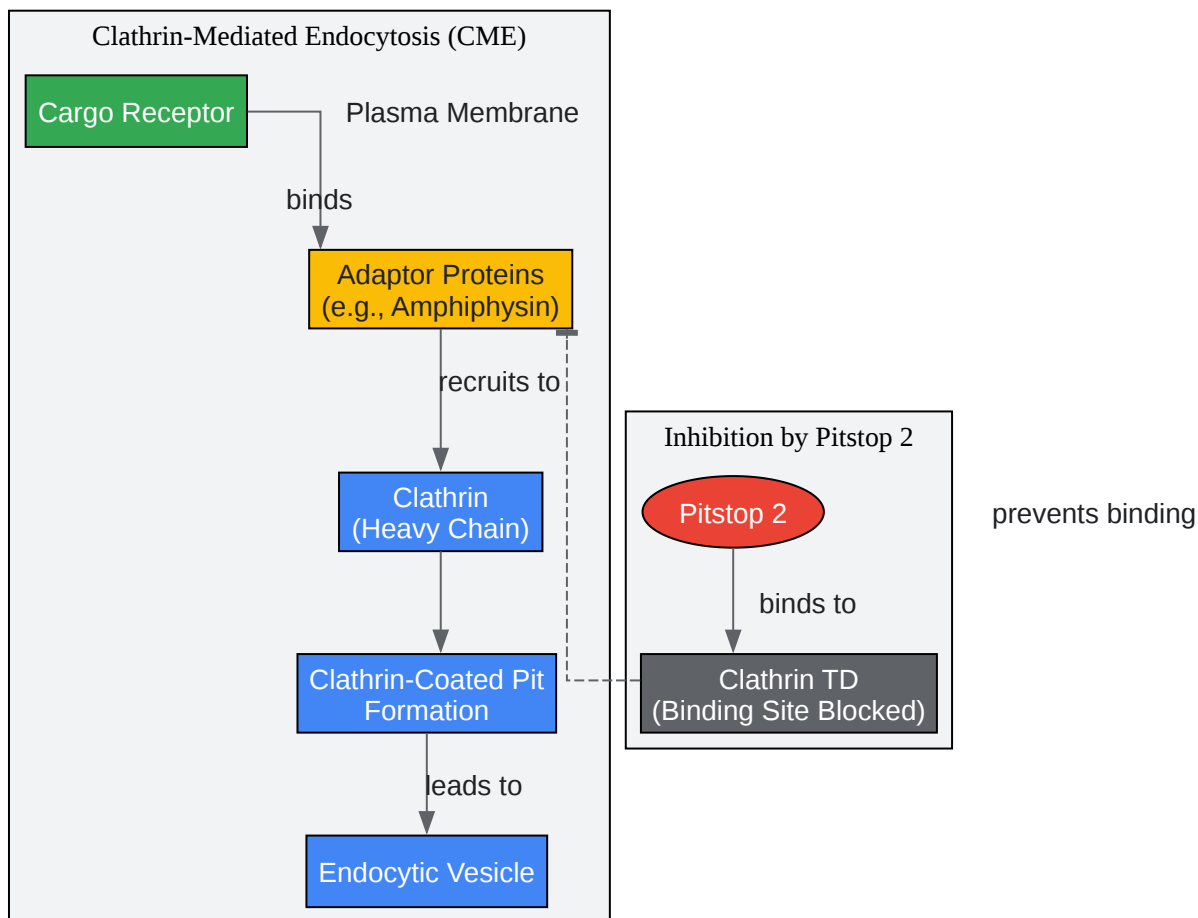 Clathrin-Mediated Endocytosis (CME)
Cargo Receptor
Plasma Membrane
binds
Adaptor Proteins
(e.g., Amphiphysin)
recruits to
Clathrin
(Heavy Chain)
Clathrin-Coated Pit
Formation
leads to
Endocytic Vesicle
Inhibition by Pitstop 2
Pitstop 2
binds to
Clathrin TD
(Binding Site Blocked)
prevents binding